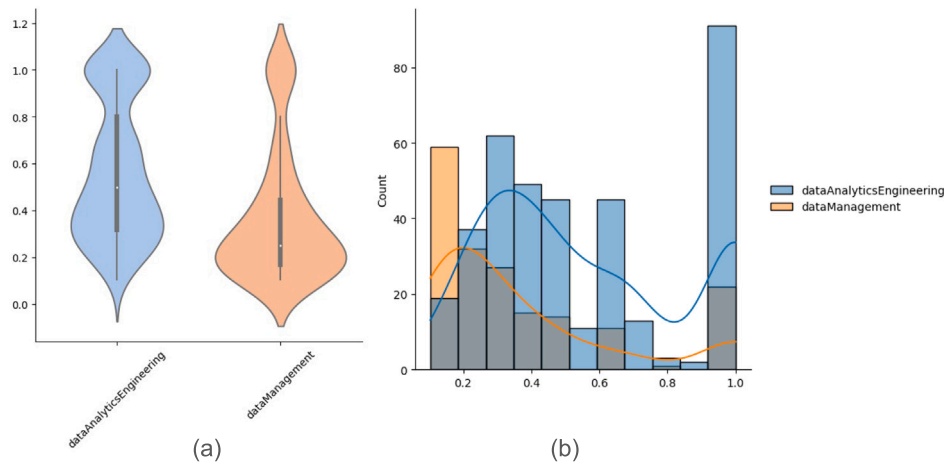 1.2
1.0
0.8
0.6
0.4
0.2
0.0
dataAnalyticsEngineering
dataManagement
(a)
Count
80
60
40
20
0
0.2
0.4
0.6
0.8
1.0
dataAnalyticsEngineering
dataManagement
(b)